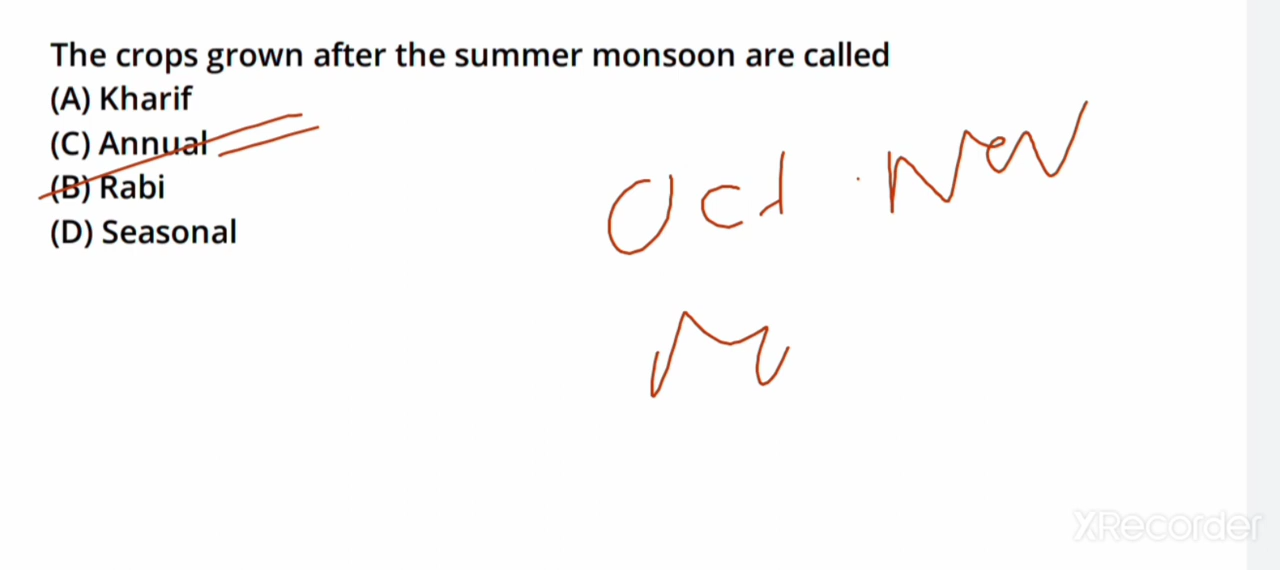 The crops grown after the summer monsoon are called
(A) Kharif
(C) Annual
(B) Rabi
(D) Seasonal
Oct Nov
XRecorder